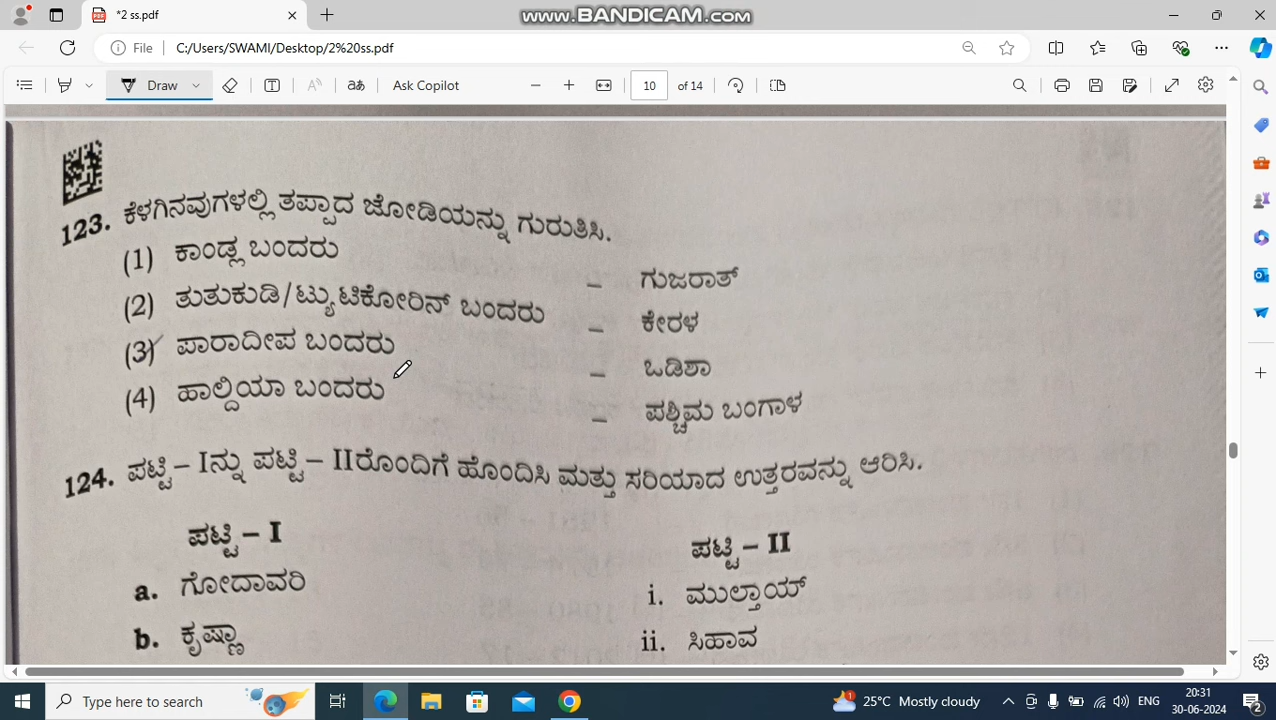 *2 ss.pdf
www.BANDICAM.com
File C:/Users/SWAMI/Desktop/2%20ss.pdf
Draw
Ask Copilot
10 of 14
123. ಕೆಳಗಿನವುಗಳಲ್ಲಿ ತಪ್ಪಾದ ಜೋಡಿಯನ್ನು ಗುರುತಿಸಿ.
(1) ಕಾಂಡ್ಲ ಬಂದರು – ಗುಜರಾತ್
(2) ತುತುಕುಡಿ/ಟ್ಯುಟಿಕೋರಿನ್ ಬಂದರು – ಕೇರಳ
(3) ಪಾರಾದೀಪ ಬಂದರು – ಒಡಿಶಾ
(4) ಹಾಲ್ದಿಯಾ ಬಂದರು – ಪಶ್ಚಿಮ ಬಂಗಾಳ
124. ಪಟ್ಟಿ – Iನ್ನು ಪಟ್ಟಿ – IIರೊಂದಿಗೆ ಹೊಂದಿಸಿ ಮತ್ತು ಸರಿಯಾದ ಉತ್ತರವನ್ನು ಆರಿಸಿ.
ಪಟ್ಟಿ – I ಪಟ್ಟಿ – II
a. ಗೋದಾವರಿ i. ಮುಲ್ತಾಯ್
b. ಕೃಷ್ಣಾ ii. ಸಿಹಾವ
Type here to search
25°C Mostly cloudy
ENG
20:31
30-06-2024